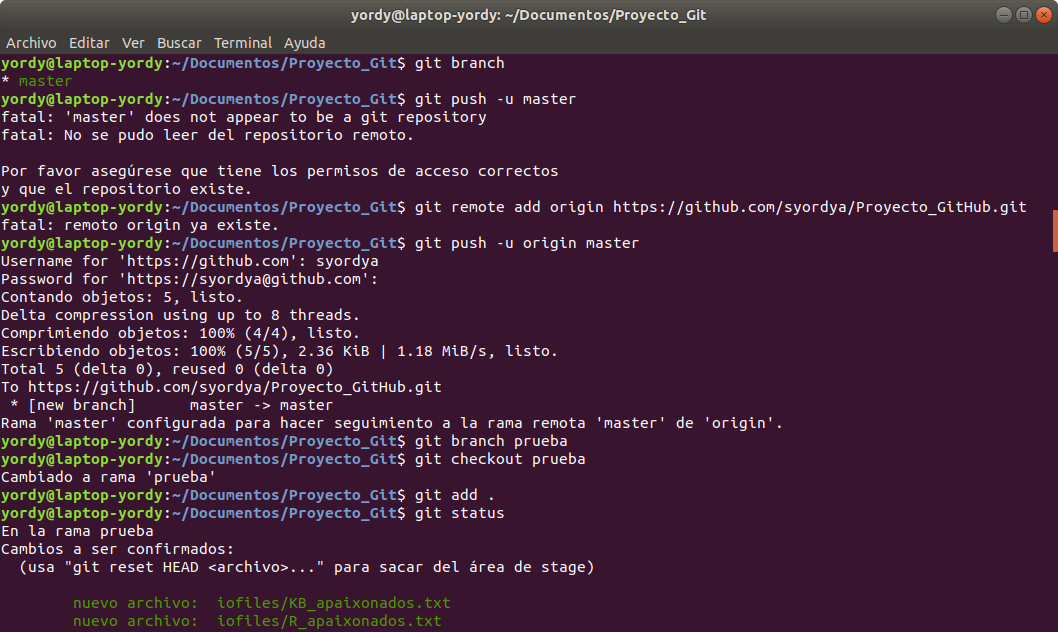 yordy@laptop-yordy: ~/Documentos/Proyecto_Git
Archivo Editar Ver Buscar Terminal Ayuda
yordy@laptop-yordy:~/Documentos/Proyecto_Git$ git branch
* master
yordy@laptop-yordy:~/Documentos/Proyecto_Git$ git push -u master
fatal: 'master' does not appear to be a git repository
fatal: No se pudo leer del repositorio remoto.

Por favor asegúrese que tiene los permisos de acceso correctos
y que el repositorio existe.
yordy@laptop-yordy:~/Documentos/Proyecto_Git$ git remote add origin https://github.com/syordya/Proyecto_GitHub.git
fatal: remoto origin ya existe.
yordy@laptop-yordy:~/Documentos/Proyecto_Git$ git push -u origin master
Username for 'https://github.com': syordya
Password for 'https://syordya@github.com':
Contando objetos: 5, listo.
Delta compression using up to 8 threads.
Comprimiendo objetos: 100% (4/4), listo.
Escribiendo objetos: 100% (5/5), 2.36 KiB | 1.18 MiB/s, listo.
Total 5 (delta 0), reused 0 (delta 0)
To https://github.com/syordya/Proyecto_GitHub.git
 * [new branch]      master -> master
Rama 'master' configurada para hacer seguimiento a la rama remota 'master' de 'origin'.
yordy@laptop-yordy:~/Documentos/Proyecto_Git$ git branch prueba
yordy@laptop-yordy:~/Documentos/Proyecto_Git$ git checkout prueba
Cambiado a rama 'prueba'
yordy@laptop-yordy:~/Documentos/Proyecto_Git$ git add .
yordy@laptop-yordy:~/Documentos/Proyecto_Git$ git status
En la rama prueba
Cambios a ser confirmados:
  (usa "git reset HEAD <archivo>..." para sacar del área de stage)

        nuevo archivo:  iofiles/KB_apaixonados.txt
        nuevo archivo:  iofiles/R_apaixonados.txt